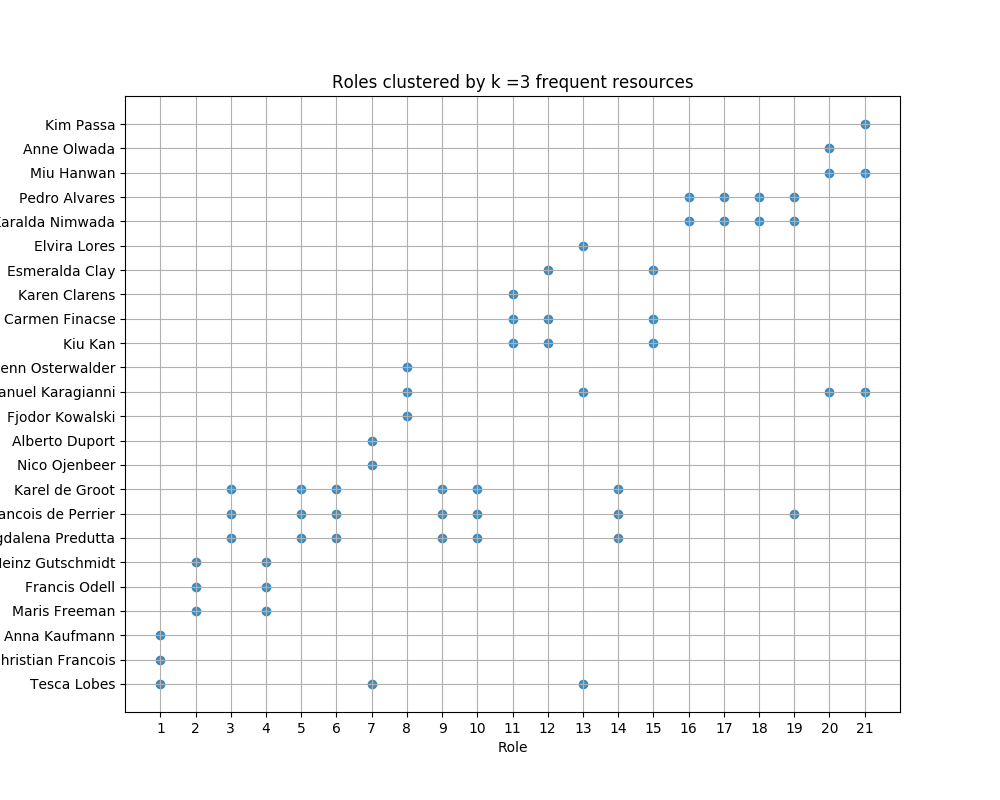 Roles clustered by k =3 frequent resources
Kim Passa
Anne Olwada
Miu Hanwan
Pedro Alvares
Karalda Nimwada
Elvira Lores
Esmeralda Clay
Karen Clarens
Carmen Finacse
Kiu Kan
enn Osterwalder
anuel Karagianni
Fjodor Kowalski
Alberto Duport
Nico Ojenbeer
Karel de Groot
ancois de Perrier
gdalena Predutta
Heinz Gutschmidt
Francis Odell
Maris Freeman
Anna Kaufmann
hristian Francois
Tesca Lobes
1 2 3 4 5 6 7 8 9 10 11 12 13 14 15 16 17 18 19 20 21
Role